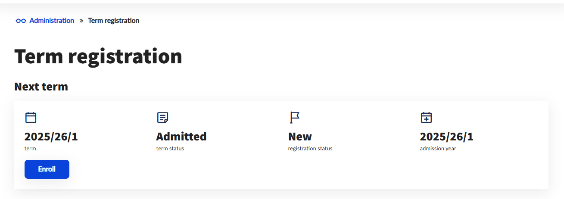 Administration » Term registration
Term registration
Next term
2025/26/1
term
Admitted
term status
New
registration status
2025/26/1
admission year
Enroll